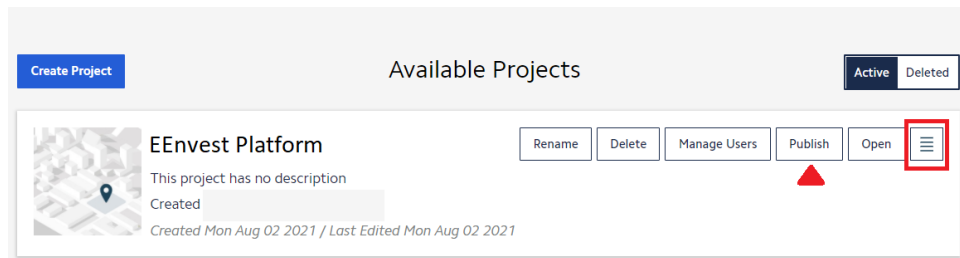 Create Project Available Projects Active Deleted
EEnvest Platform Rename Delete Manage Users Publish Open
This project has no description
Created
Created Mon Aug 02 2021 / Last Edited Mon Aug 02 2021